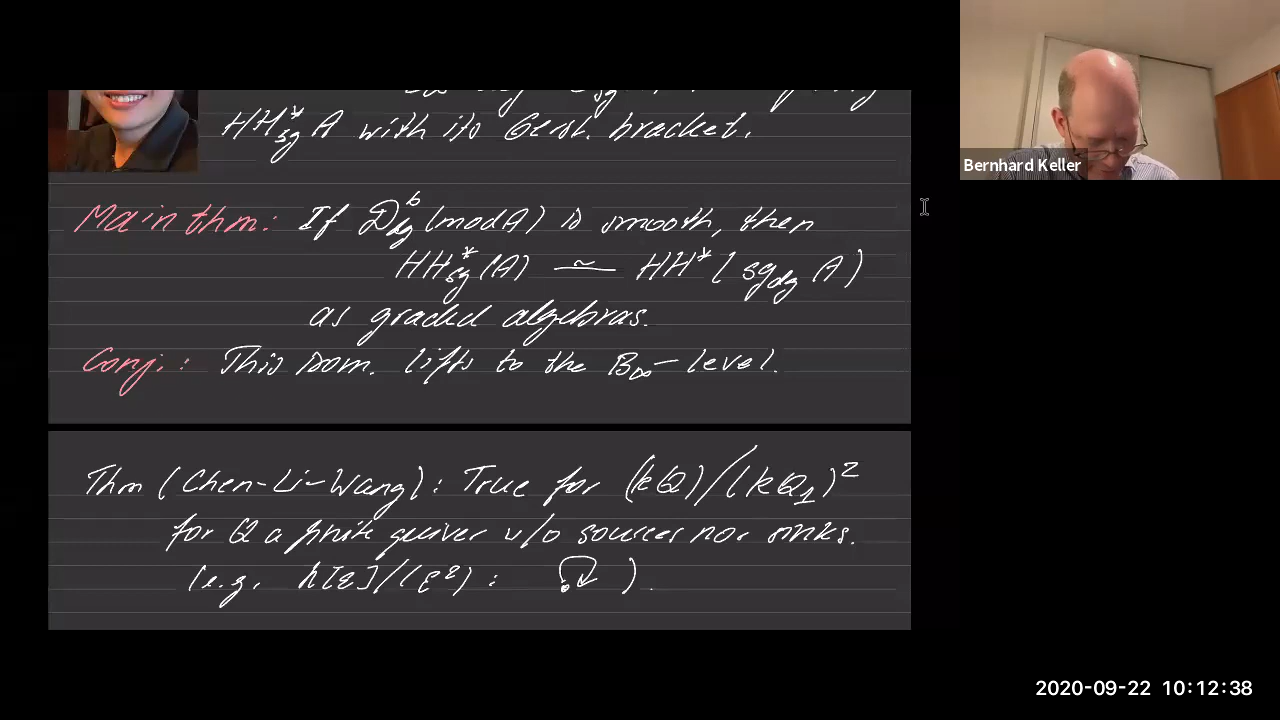 HH*sg A with its Gerst. bracket.
Bernhard Keller
Main thm: If D^b_dg(mod A) is smooth, then
HH*sg(A) ≃ HH*(sg_dg A)
as graded algebras.
Conj.: This isom. lifts to the B∞-level.
Thm (Chen-Li-Wang): True for (kQ)/(kQ₁)²
for Q a finite quiver w/o sources nor sinks.
(e.g. k[ε]/(ε²) : ).
2020-09-22 10:12:38